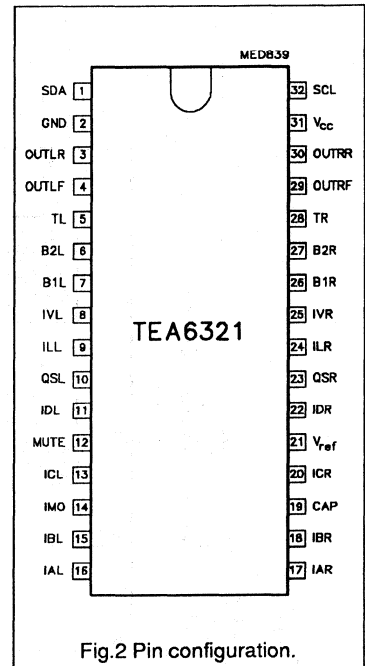 MED839
SDA 1 32 SCL
GND 2 31 Vcc
OUTLR 3 30 OUTRR
OUTLF 4 29 OUTRF
TL 5 28 TR
B2L 6 27 B2R
B1L 7 26 B1R
IVL 8 25 IVR
TEA6321
ILL 9 24 ILR
QSL 10 23 QSR
IDL 11 22 IDR
MUTE 12 21 Vref
ICL 13 20 ICR
IMO 14 19 CAP
IBL 15 18 IBR
IAL 16 17 IAR
Fig.2 Pin configuration.